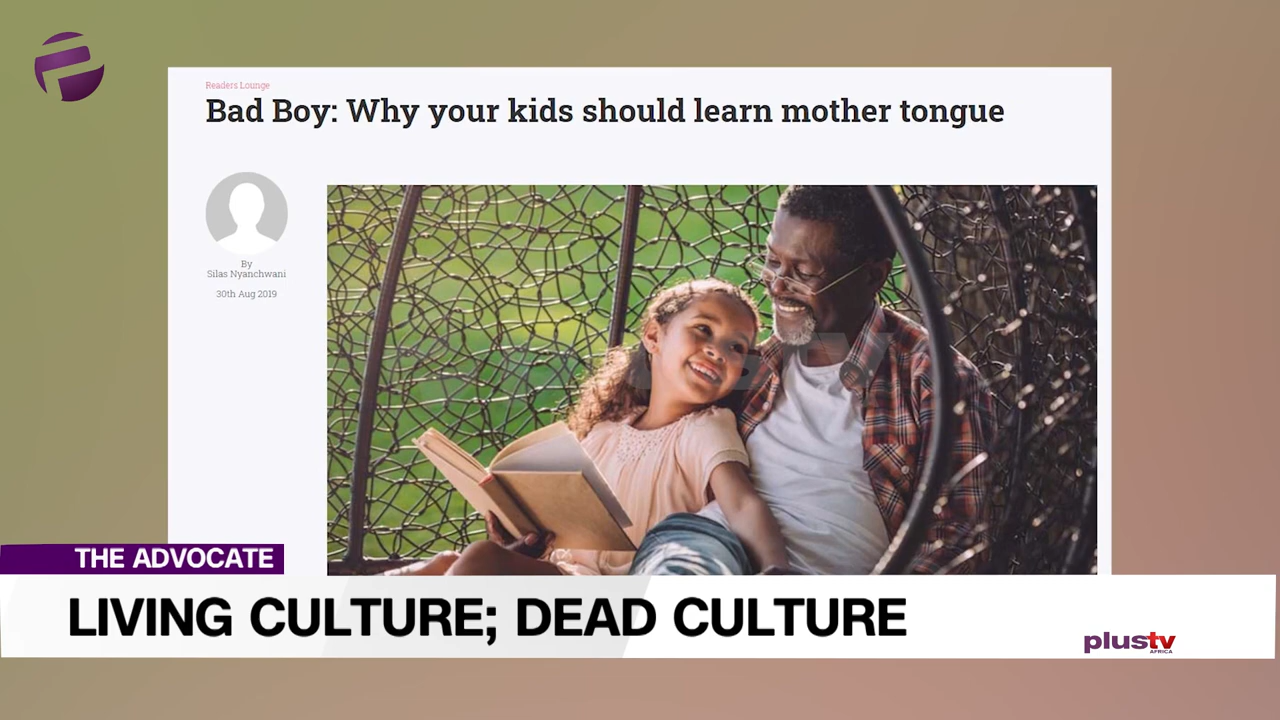 Readers Lounge
Bad Boy: Why your kids should learn mother tongue
By
Silas Nyanchwani
30th Aug 2019
THE ADVOCATE
LIVING CULTURE; DEAD CULTURE
plustv
AFRICA